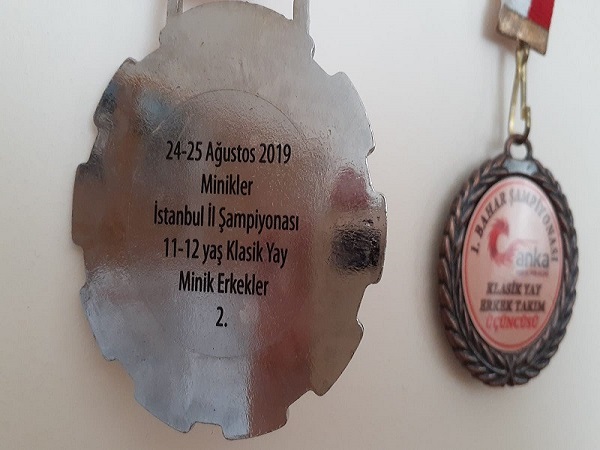 24-25 Ağustos 2019
Minikler
İstanbul İl Şampiyonası
11-12 yaş Klasik Yay
Minik Erkekler
2.
1. BAHAR ŞAMPİYONASI
anka
KLASİK YAY
ERKEK TAKIM
ÜÇÜNCÜSÜ